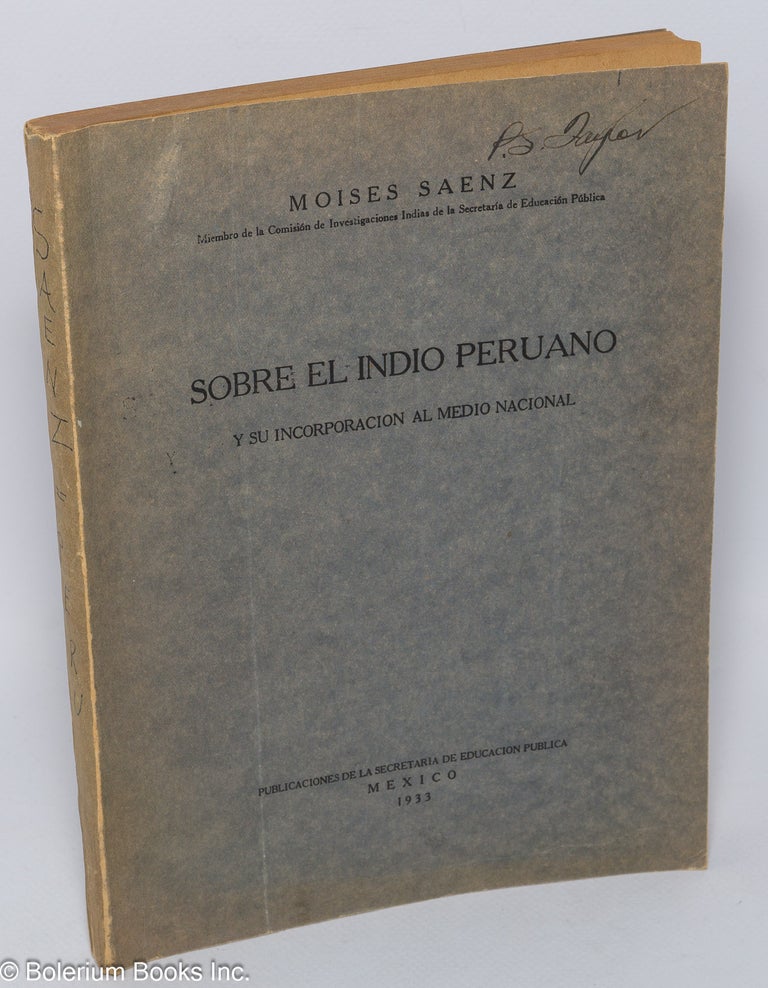 P. S. Taylor
MOISES SAENZ
Miembro de la Comisión de Investigaciones Indias de la Secretaría de Educación Pública
SOBRE EL INDIO PERUANO
Y SU INCORPORACION AL MEDIO NACIONAL
PUBLICACIONES DE LA SECRETARIA DE EDUCACION PUBLICA
MEXICO
1933
© Bolerium Books Inc.